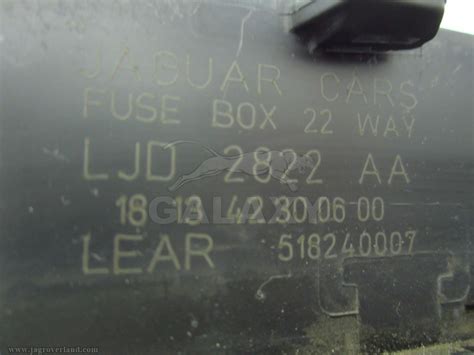 JAGUAR CARS
FUSE BOX 22 WAY
LJD 2822 AA
GALAXY
18 13 42.30.06 00
LEAR 518240007
www.jagroverland.com